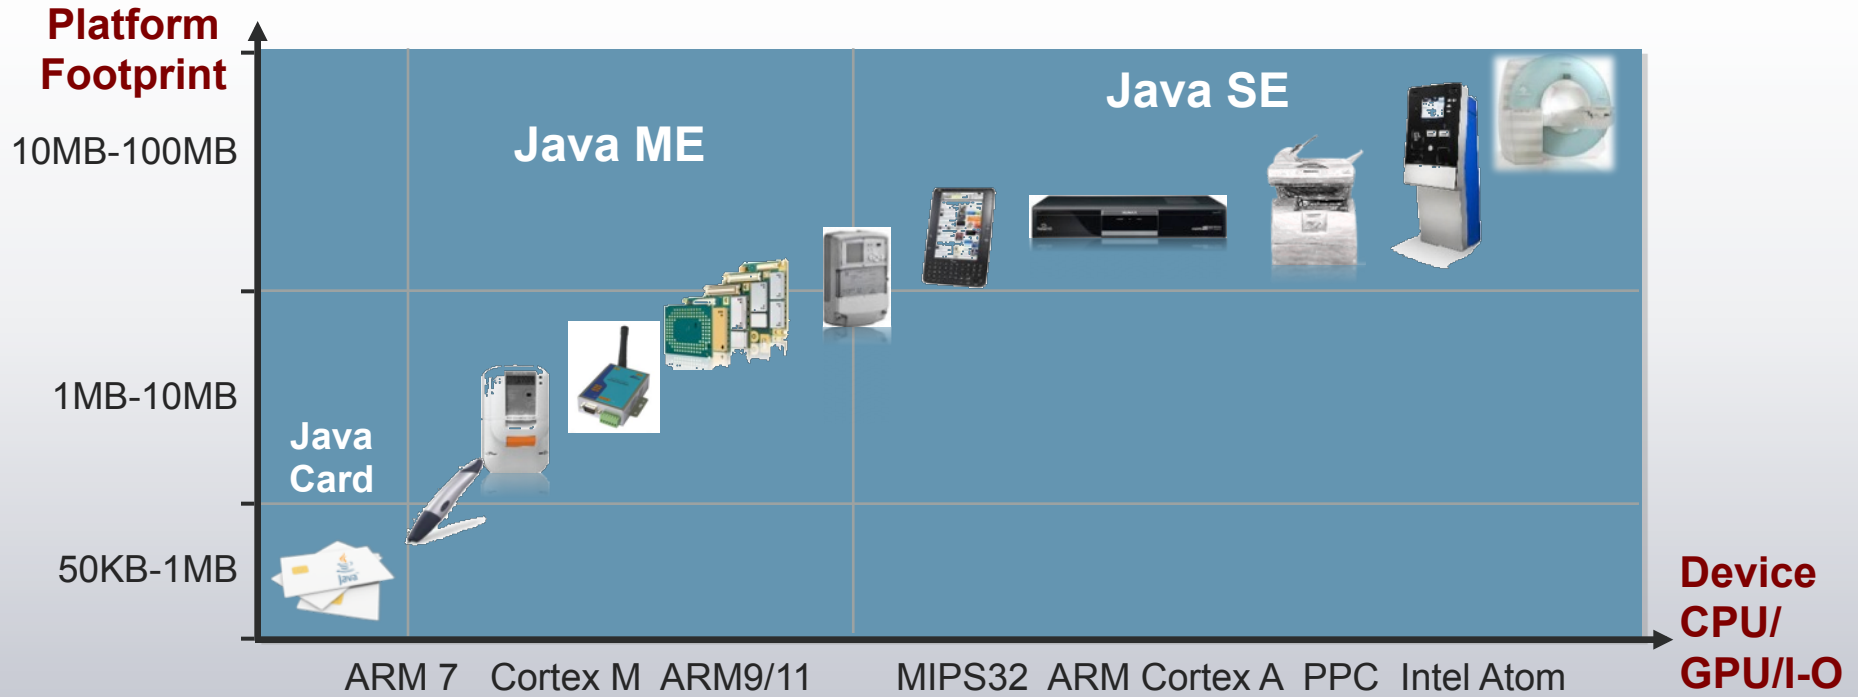 Platform
Footprint
10MB-100MB
1MB-10MB
50KB-1MB
Java
Card
Java ME
Java SE
Java
ARM 7 Cortex M ARM9/11 MIPS32 ARM Cortex A PPC Intel Atom
Device
CPU/
GPU/I-O